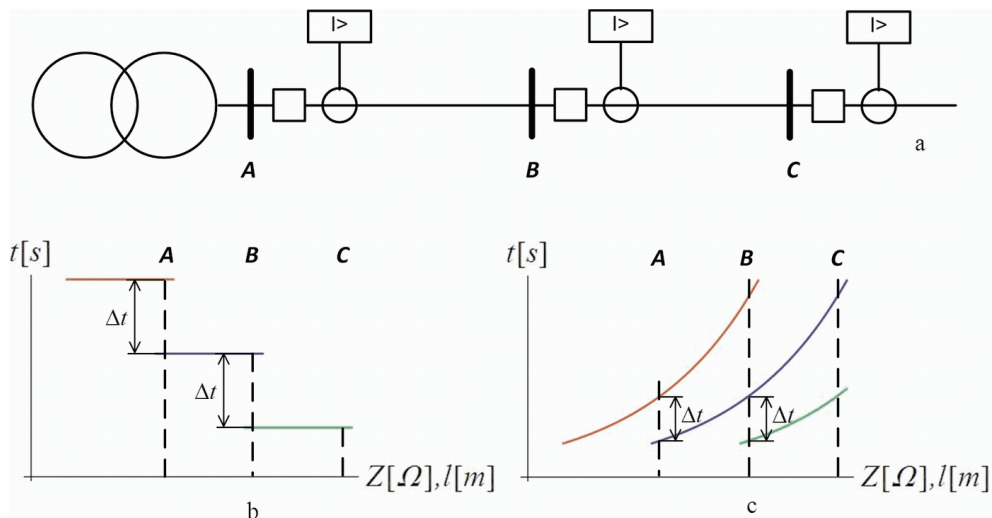 I> I> I>
a
A B C
t[s] A B C
Δt
Δt
Z[Ω],l[m]
b
t[s] A B C
Δt Δt
Z[Ω],l[m]
c